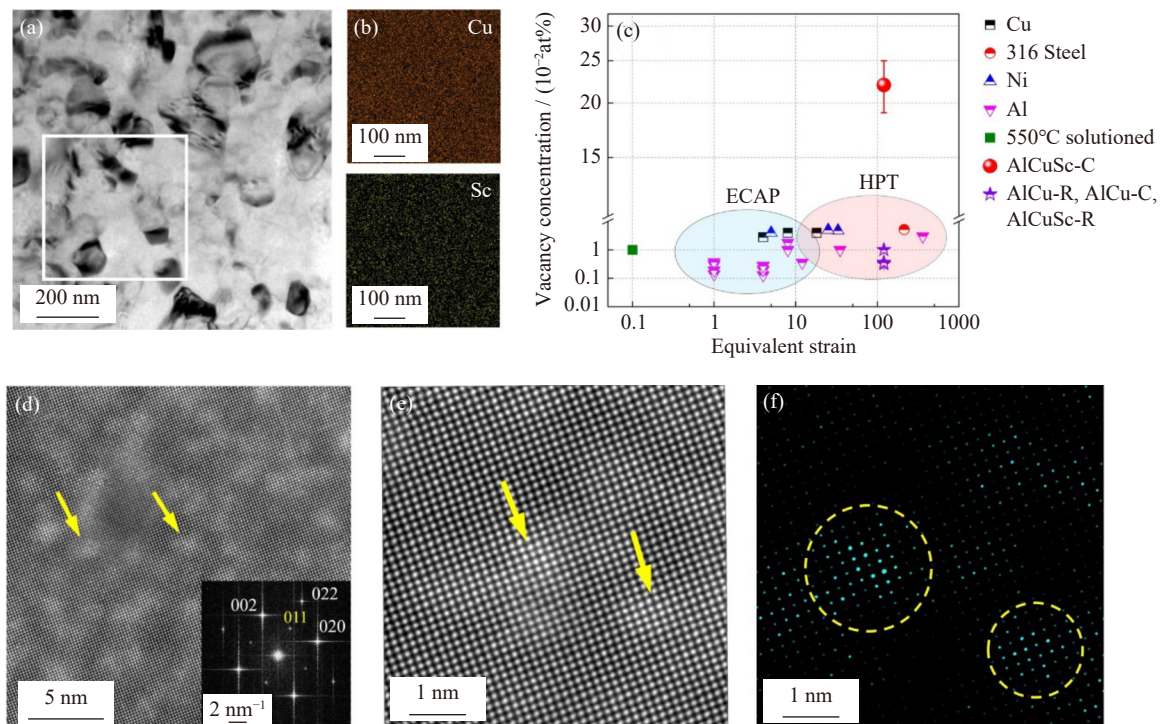 (a)
200 nm
(b)
Cu
100 nm
Sc
100 nm
(c)
Vacancy concentration / (10⁻²at%)
30
25
20
15
1
0.1
0.01
ECAP
HPT
0.1
1
10
100
1000
Equivalent strain
Cu
316 Steel
Ni
Al
550°C solutioned
AlCuSc-C
AlCu-R, AlCu-C,
AlCuSc-R
(d)
5 nm
022
002
011
020
2 nm⁻¹
(e)
1 nm
(f)
1 nm